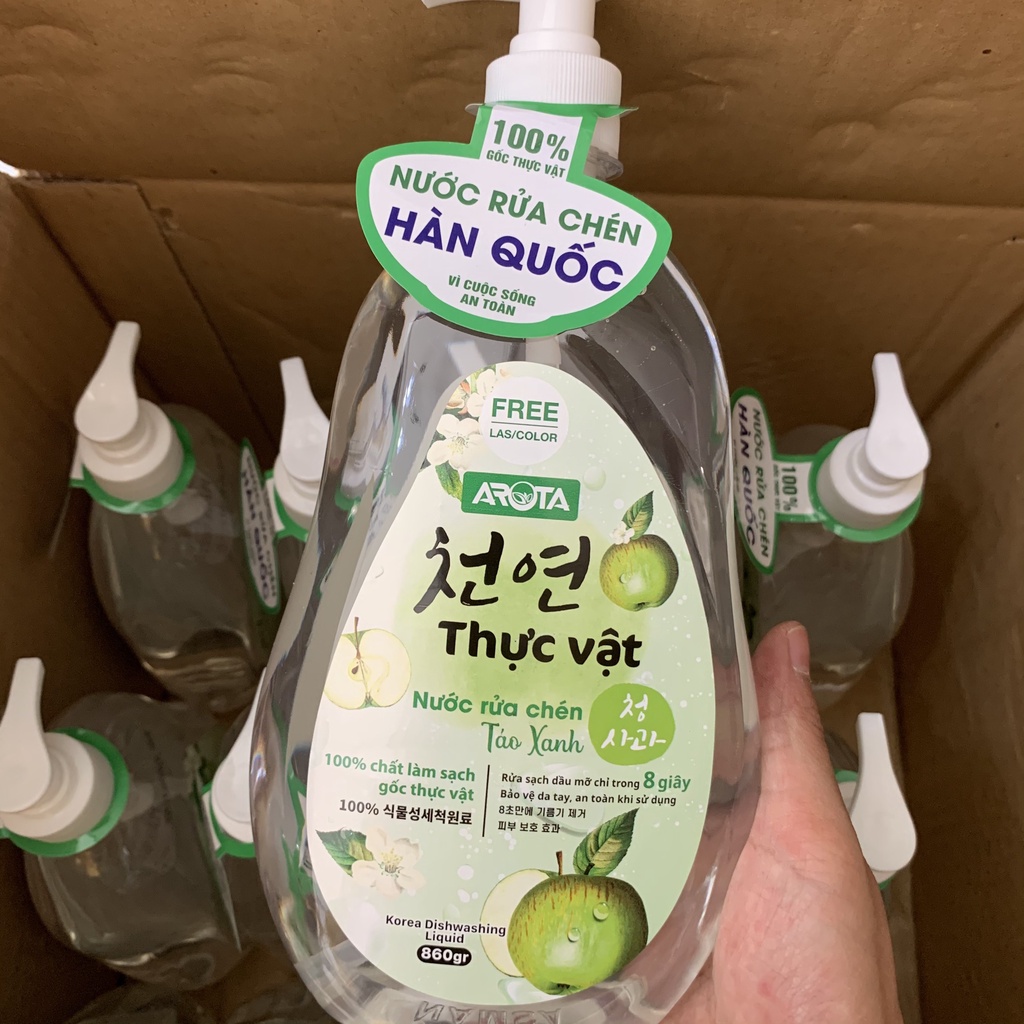 100%
GỐC THỰC VẬT
NƯỚC RỬA CHÉN
HÀN QUỐC
VÌ CUỘC SỐNG
AN TOÀN
FREE
LAS/COLOR
AROTA
천연
Thực vật
Nước rửa chén
Táo Xanh
청
사과
100% chất làm sạch
gốc thực vật
100% 식물성세척원료
Rửa sạch dầu mỡ chỉ trong 8 giây
Bảo vệ da tay, an toàn khi sử dụng
8초만에 기름기 제거
피부 보호 효과
Korea Dishwashing
Liquid
860gr
NƯỚC RỬA CHÉN
HÀN QUỐC
100%
HÀN QUỐC